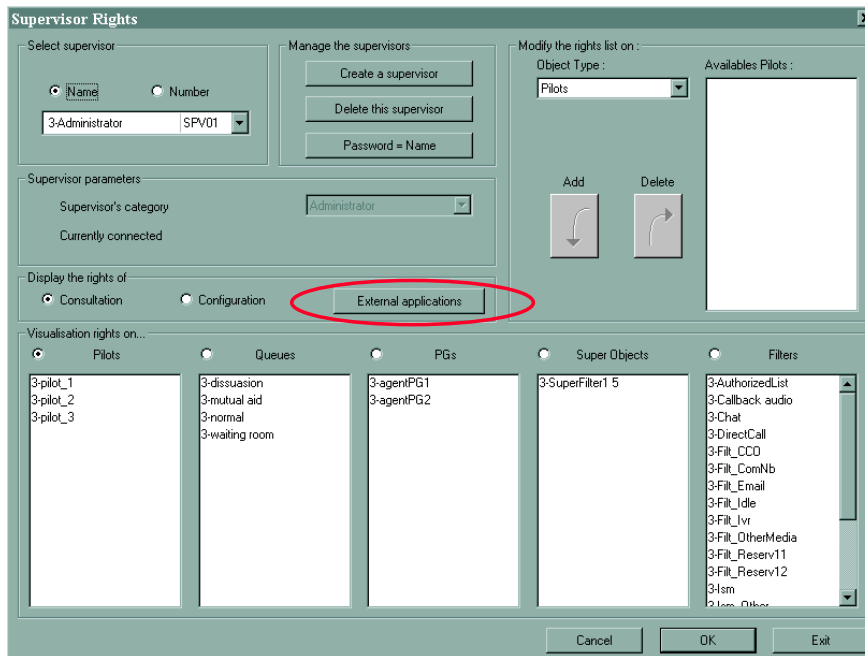 Supervisor Rights
Select supervisor
Name
Number
3-Administrator SPV01
Manage the supervisors
Create a supervisor
Delete this supervisor
Password = Name
Modify the rights list on :
Object Type :
Pilots
Availables Pilots :
Add
Delete
Supervisor parameters
Supervisor's category
Administrator
Currently connected
Display the rights of
Consultation
Configuration
External applications
Visualisation rights on...
Pilots
3-pilot_1
3-pilot_2
3-pilot_3
Queues
3-dissuasion
3-mutual aid
3-normal
3-waiting room
PGs
3-agentPG1
3-agentPG2
Super Objects
3-SuperFilter1 5
Filters
3-AuthorizedList
3-Callback audio
3-Chat
3-DirectCall
3-Filt_CCO
3-Filt_ComNb
3-Filt_Email
3-Filt_Idle
3-Filt_Ivr
3-Filt_OtherMedia
3-Filt_Reserv11
3-Filt_Reserv12
3-Ism
3-Ism_Other
Cancel
OK
Exit